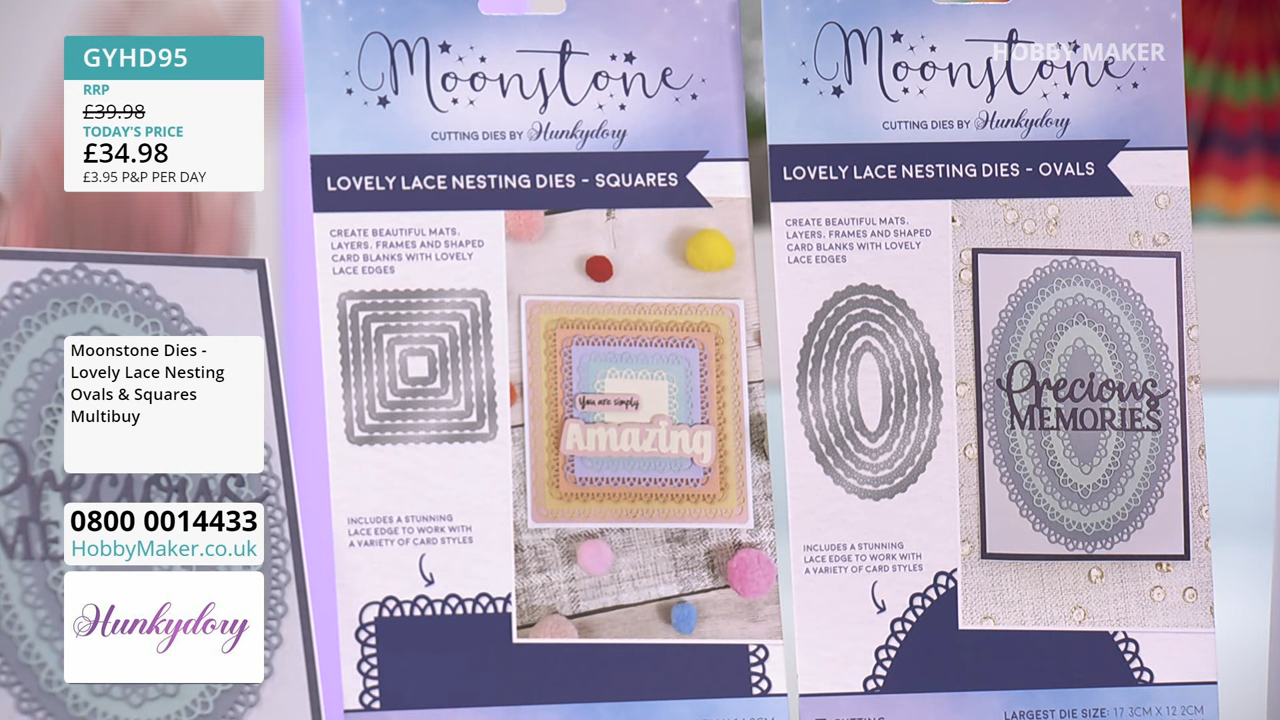 GYHD95
RRP
£39.98
TODAY'S PRICE
£34.98
£3.95 P&P PER DAY
Moonstone Dies -
Lovely Lace Nesting
Ovals & Squares
Multibuy
0800 0014433
HobbyMaker.co.uk
Hunkydory
Precious
Moonstone
CUTTING DIES BY Hunkydory
LOVELY LACE NESTING DIES - SQUARES
CREATE BEAUTIFUL MATS,
LAYERS, FRAMES AND SHAPED
CARD BLANKS WITH LOVELY
LACE EDGES
You are simply
Amazing
INCLUDES A STUNNING
LACE EDGE TO WORK WITH
A VARIETY OF CARD STYLES
HOBBY MAKER
Moonstone
CUTTING DIES BY Hunkydory
LOVELY LACE NESTING DIES - OVALS
CREATE BEAUTIFUL MATS,
LAYERS, FRAMES AND SHAPED
CARD BLANKS WITH LOVELY
LACE EDGES
Precious
MEMORIES
INCLUDES A STUNNING
LACE EDGE TO WORK WITH
A VARIETY OF CARD STYLES
LARGEST DIE SIZE: 17.3CM X 12.2CM